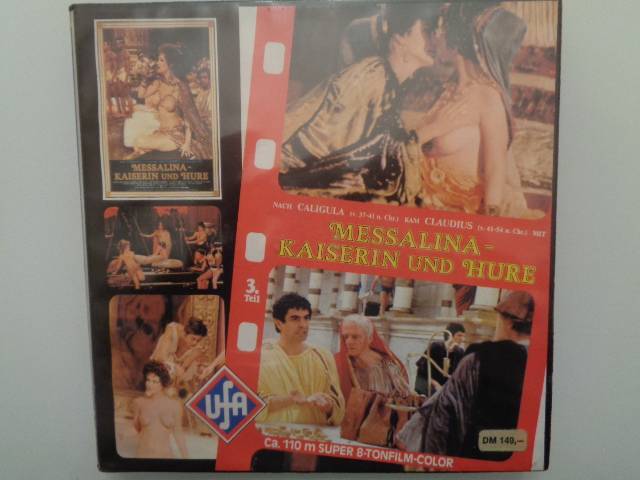 MESSALINA-
KAISERIN UND HURE
NACH CALIGULA (v. 37-41 n. Chr.) KAM CLAUDIUS (v. 41-54 n. Chr.) MIT
MESSALINA-
KAISERIN UND HURE
3.
Teil
UFA
Ca. 110 m SUPER 8-TONFILM-COLOR
DM 149,–